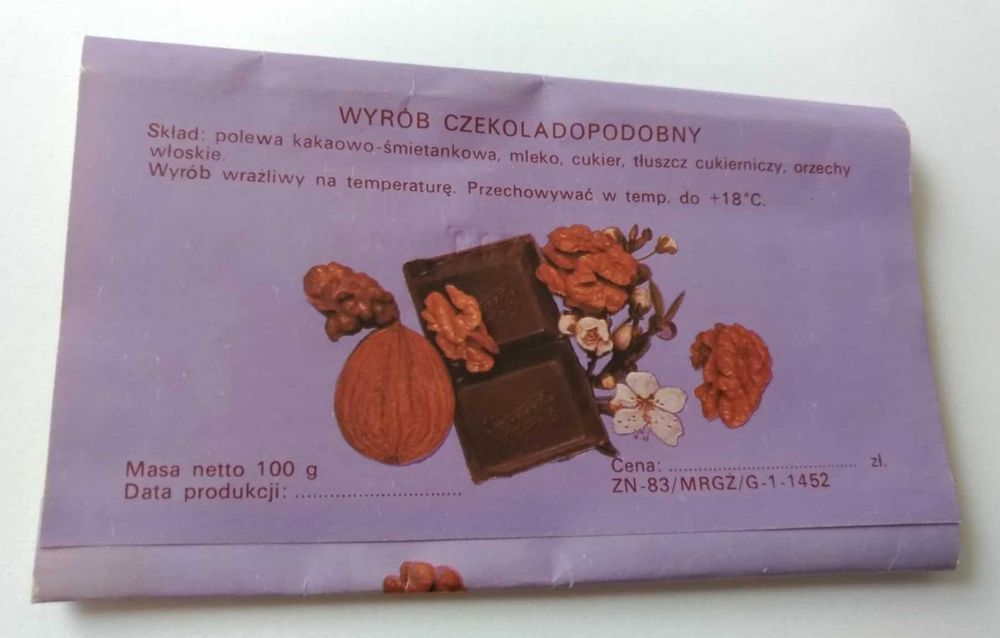 WYRÓB CZEKOLADOPODOBNY
Skład: polewa kakaowo-śmietankowa, mleko, cukier, tłuszcz cukierniczy, orzechy
włoskie.
Wyrób wrażliwy na temperaturę. Przechowywać w temp. do +18°C.
Masa netto 100 g
Data produkcji: ..............................
Cena: .................................. zł.
ZN-83/MRGŻ/G-1-1452